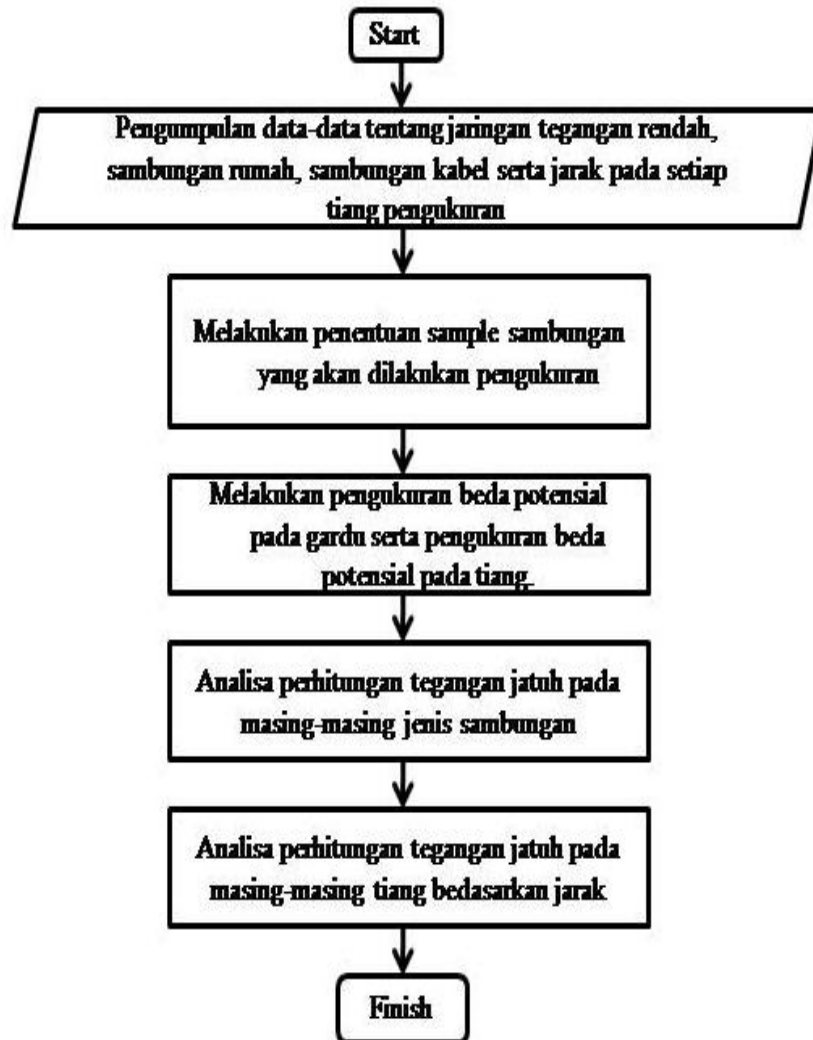 Start
Pengumpulan data-data tentang jaringan tegangan rendah,
sambungan rumah, sambungan kabel serta jarak pada setiap
tiang pengukuran
Melakukan penentuan sample sambungan
yang akan dilakukan pengukuran
Melakukan pengukuran beda potensial
pada gardu serta pengukuran beda
potensial pada tiang.
Analisa perhitungan tegangan jatuh pada
masing-masing jenis sambungan
Analisa perhitungan tegangan jatuh pada
masing-masing tiang bedasarkan jarak
Finish